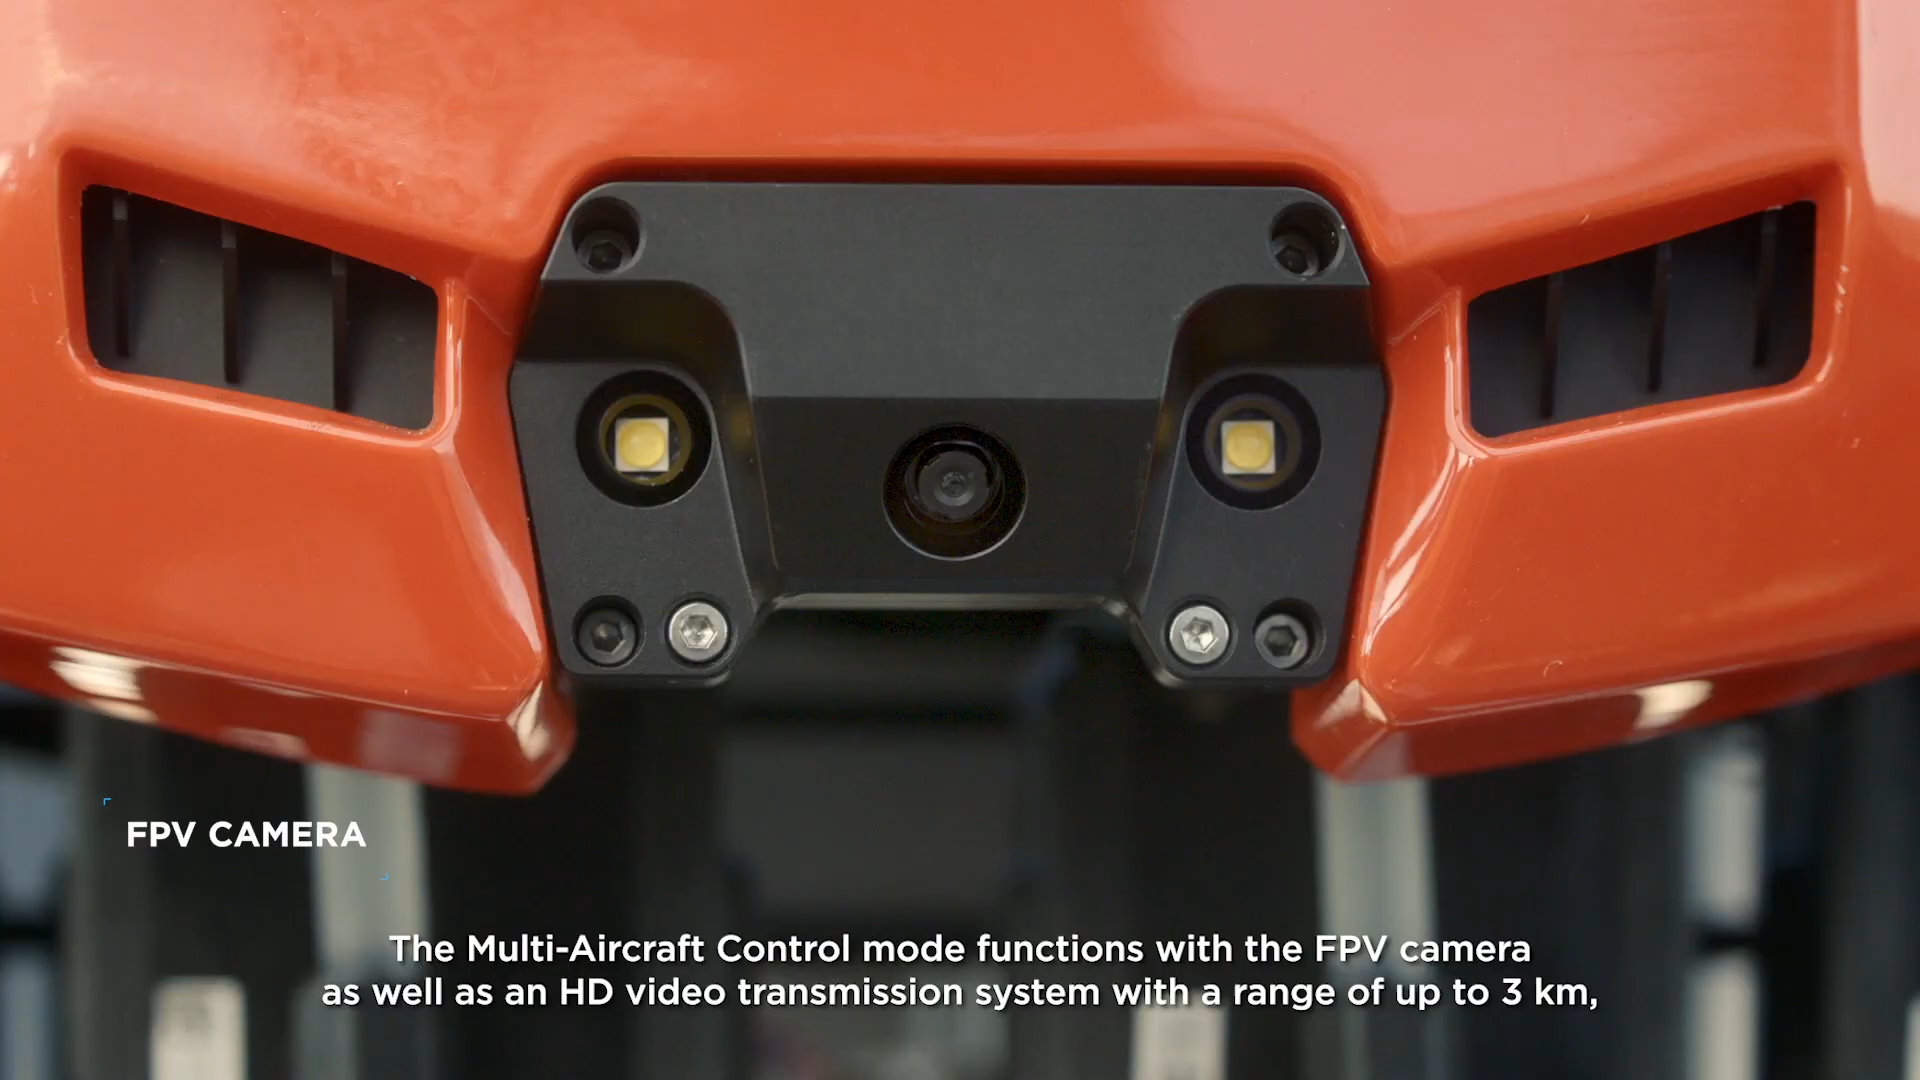 FPV CAMERA
The Multi-Aircraft Control mode functions with the FPV camera
as well as an HD video transmission system with a range of up to 3 km,